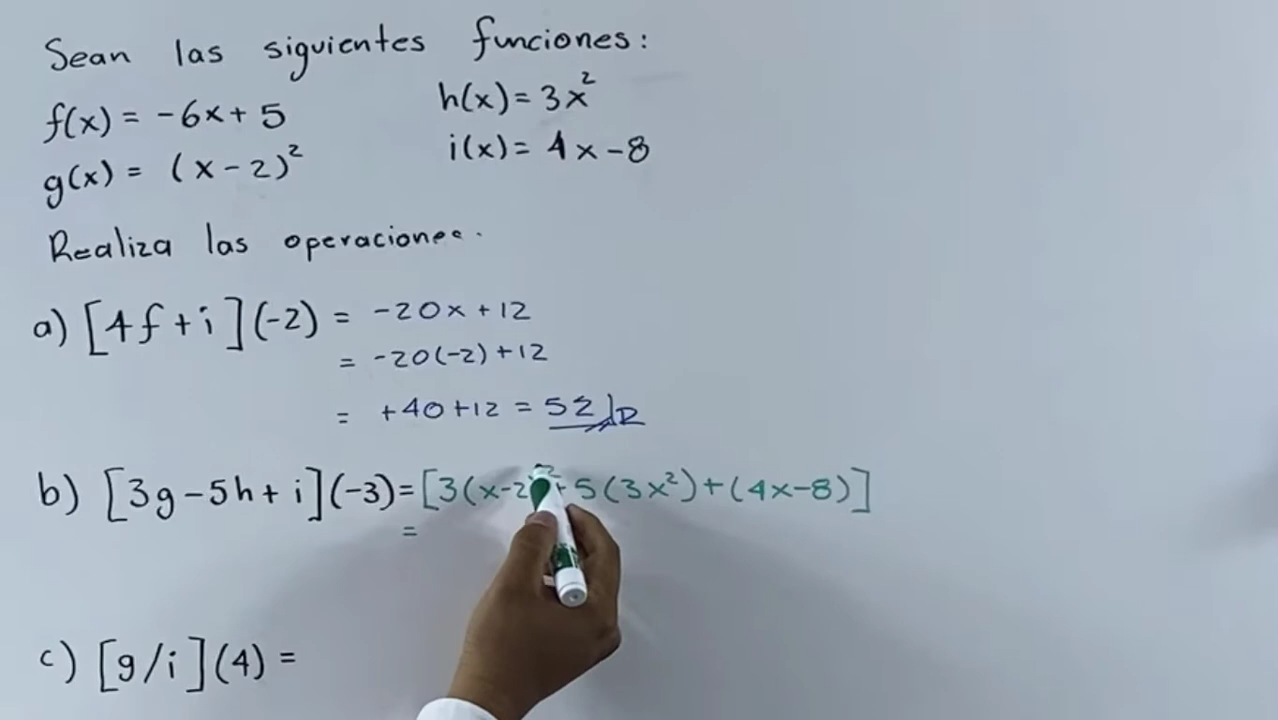 Sean las siguientes funciones:
f(x) = -6x + 5
h(x) = 3x²
g(x) = (x - 2)²
i(x) = 4x - 8
Realiza las operaciones.
a) [4f + i](-2) = -20x + 12
= -20(-2) + 12
= +40 + 12 = 52 R
b) [3g - 5h + i](-3) = [3(x-2 5(3x²) + (4x - 8)]
=
c) [g/i](4) =